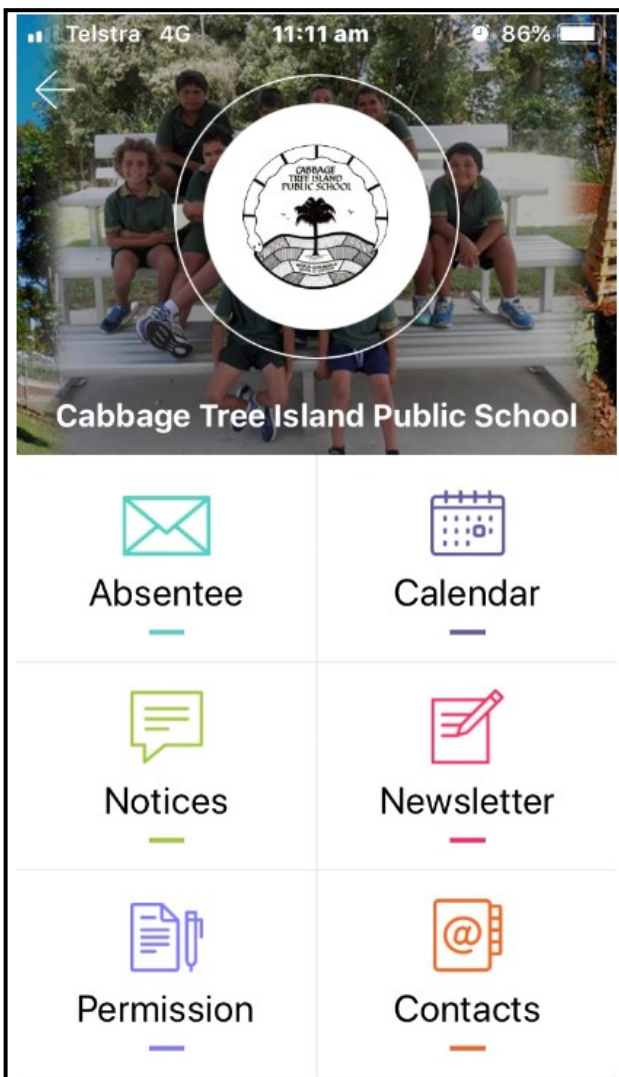 Telstra 4G 11:11 am 86%
CABBAGE
TREE ISLAND
PUBLIC SCHOOL
Cabbage Tree Island Public School
Absentee Calendar
Notices Newsletter
Permission Contacts